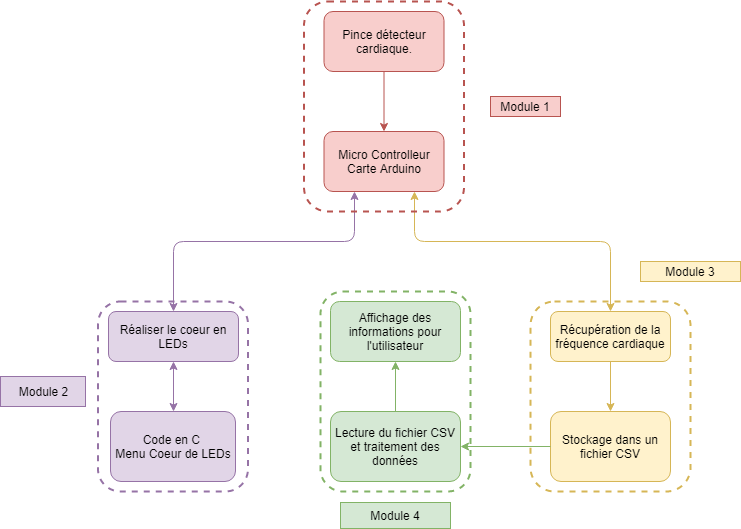 Pince détecteur
cardiaque.
Module 1
Micro Controlleur
Carte Arduino
Module 3
Réaliser le coeur en
LEDs
Affichage des
informations pour
l'utilisateur
Récupération de la
fréquence cardiaque
Module 2
Code en C
Menu Coeur de LEDs
Lecture du fichier CSV
et traitement des
données
Stockage dans un
fichier CSV
Module 4